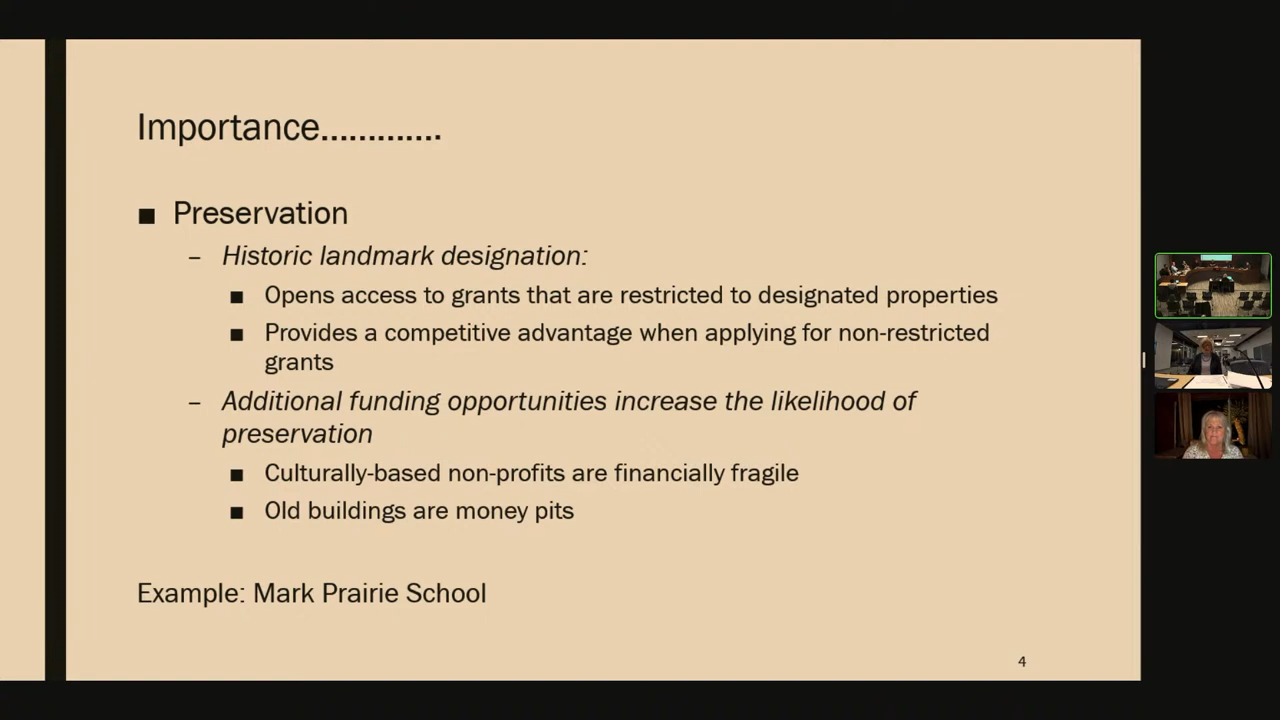 Importance.............
■ Preservation
– Historic landmark designation:
■ Opens access to grants that are restricted to designated properties
■ Provides a competitive advantage when applying for non-restricted
grants
– Additional funding opportunities increase the likelihood of
preservation
■ Culturally-based non-profits are financially fragile
■ Old buildings are money pits
Example: Mark Prairie School
4